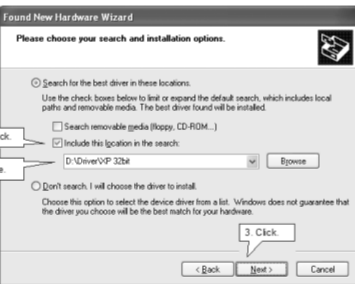 Found New Hardware Wizard
Please choose your search and installation options.
Search for the best driver in these locations.
Use the check boxes below to limit or expand the default search, which includes local
paths and removable media. The best driver found will be installed.
Search removable media (floppy, CD-ROM...)
ck.
Include this location in the search:
e.
D:\Driver\XP 32bit
Browse
Don't search. I will choose the driver to install.
Choose this option to select the device driver from a list. Windows does not guarantee that
the driver you choose will be the best match for your hardware.
3. Click.
< Back
Next >
Cancel